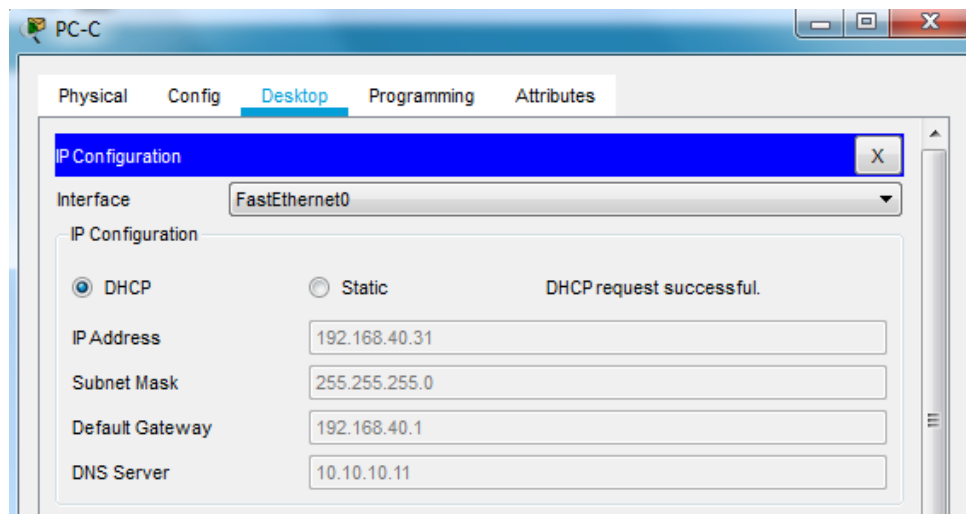 PC-C
Physical Config Desktop Programming Attributes
IP Configuration X
Interface FastEthernet0
IP Configuration
DHCP Static DHCP request successful.
IP Address 192.168.40.31
Subnet Mask 255.255.255.0
Default Gateway 192.168.40.1
DNS Server 10.10.10.11